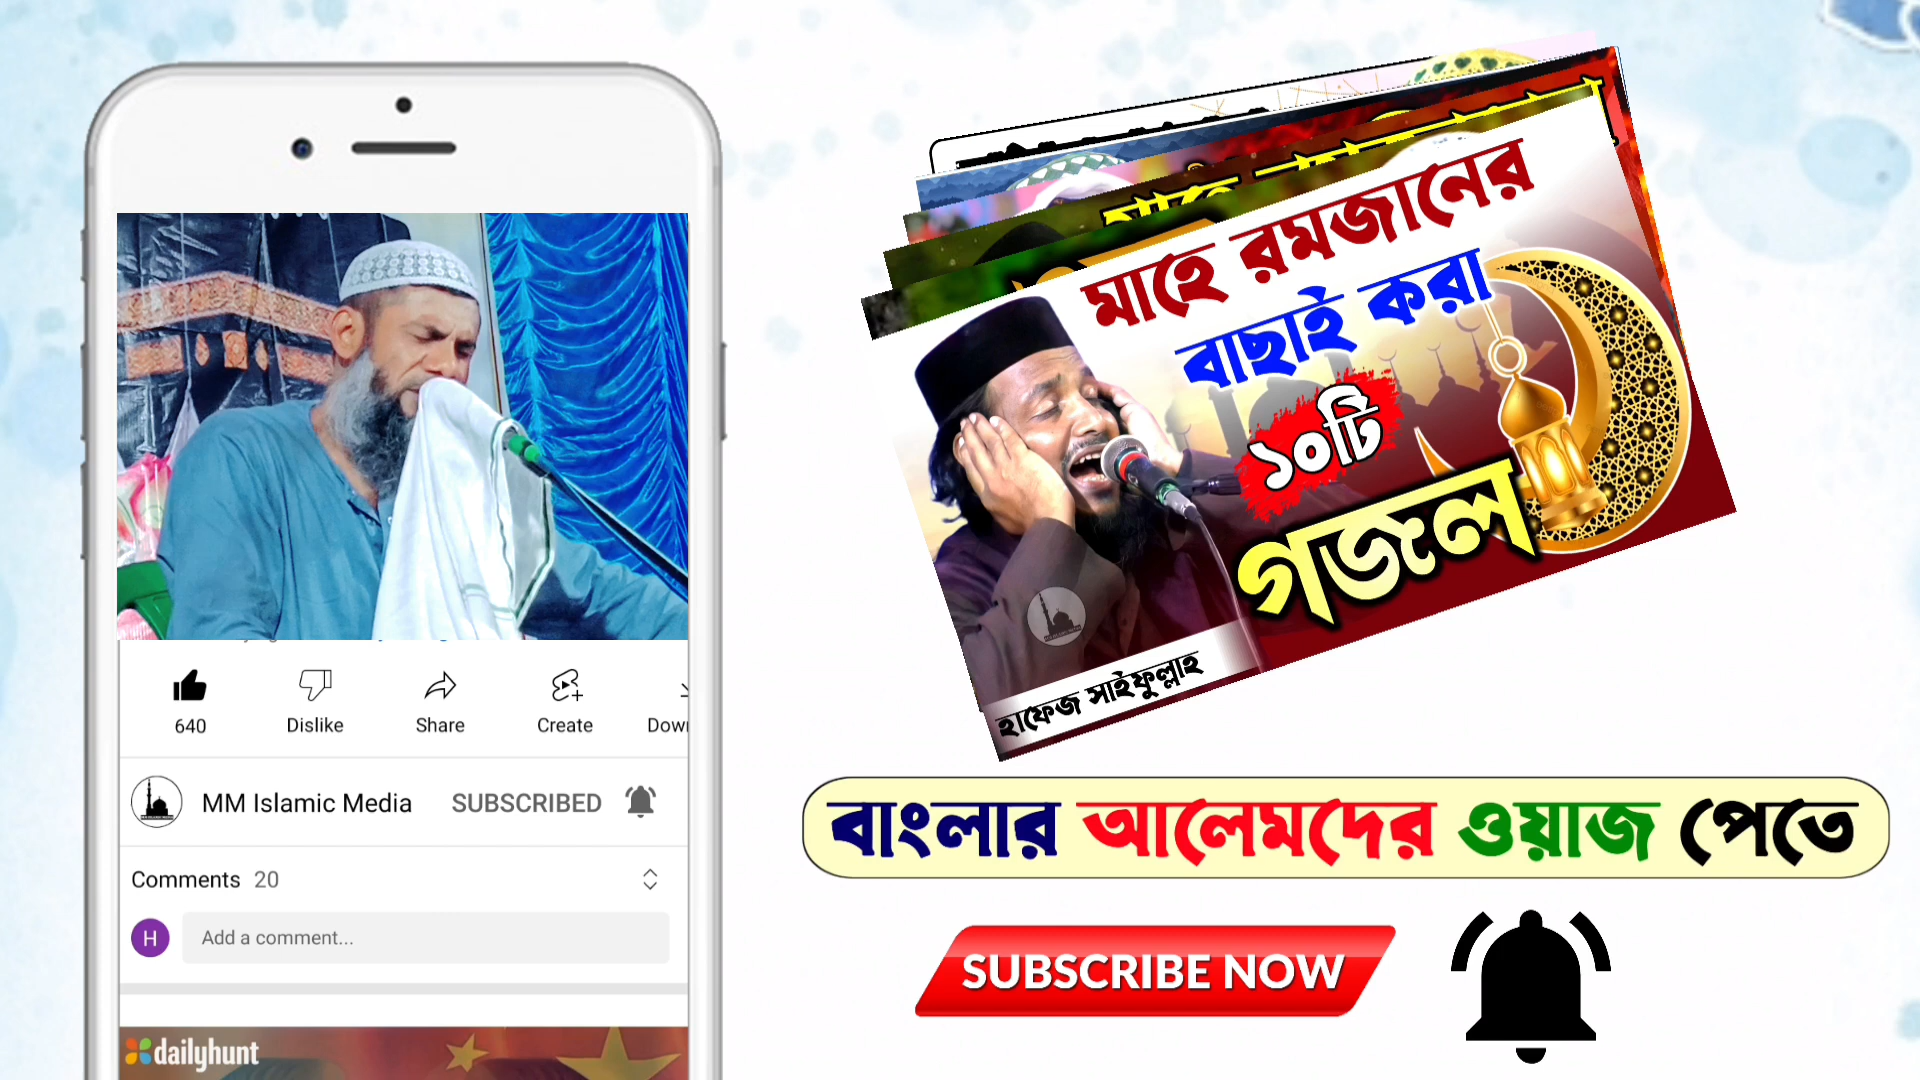 640
Dislike
Share
Create
Dow
MM Islamic Media
SUBSCRIBED
Comments 20
H
Add a comment...
dailyhunt
মাহে রমজানের
বাছাই করা
১০টি
গজল
হাফেজ সাইফুল্লাহ
বাংলার আলেমদের ওয়াজ পেতে
SUBSCRIBE NOW